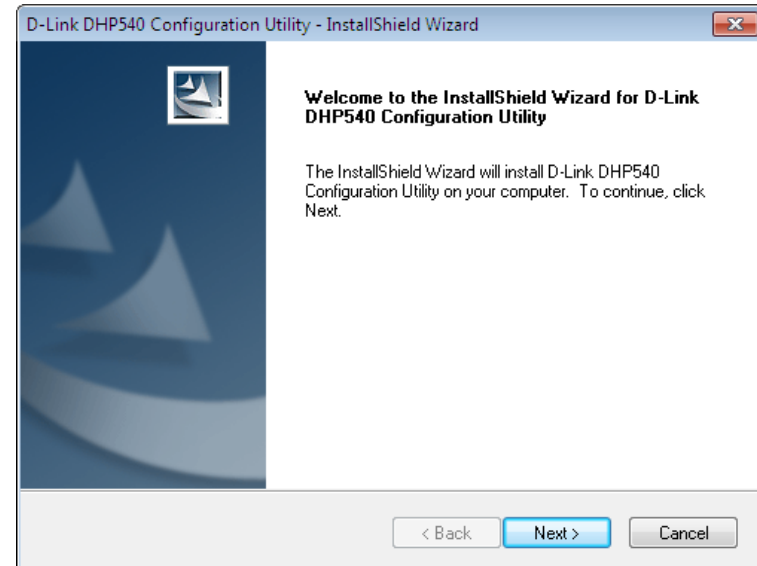 D-Link DHP540 Configuration Utility - InstallShield Wizard
Welcome to the InstallShield Wizard for D-Link
DHP540 Configuration Utility
The InstallShield Wizard will install D-Link DHP540
Configuration Utility on your computer. To continue, click
Next.
< Back
Next >
Cancel